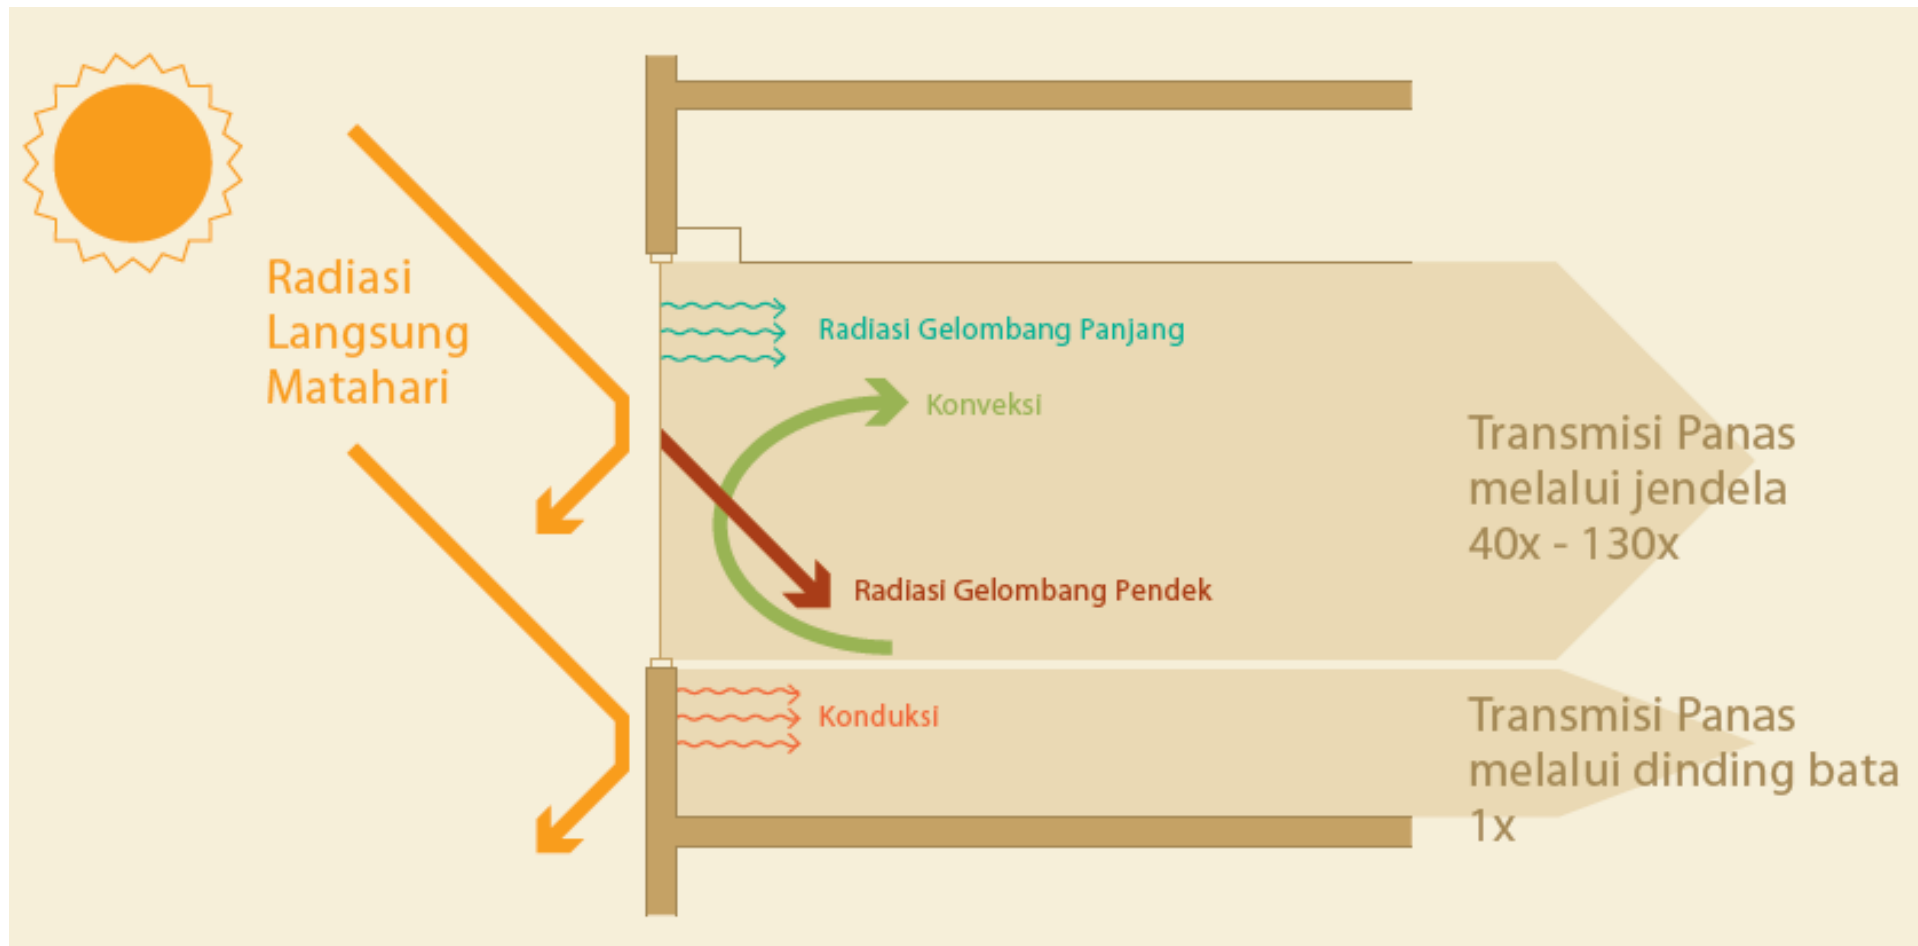 Radiasi
Langsung
Matahari
Radiasi Gelombang Panjang
Konveksi
Radiasi Gelombang Pendek
Transmisi Panas
melalui jendela
40x - 130x
Konduksi
Transmisi Panas
melalui dinding bata
1x